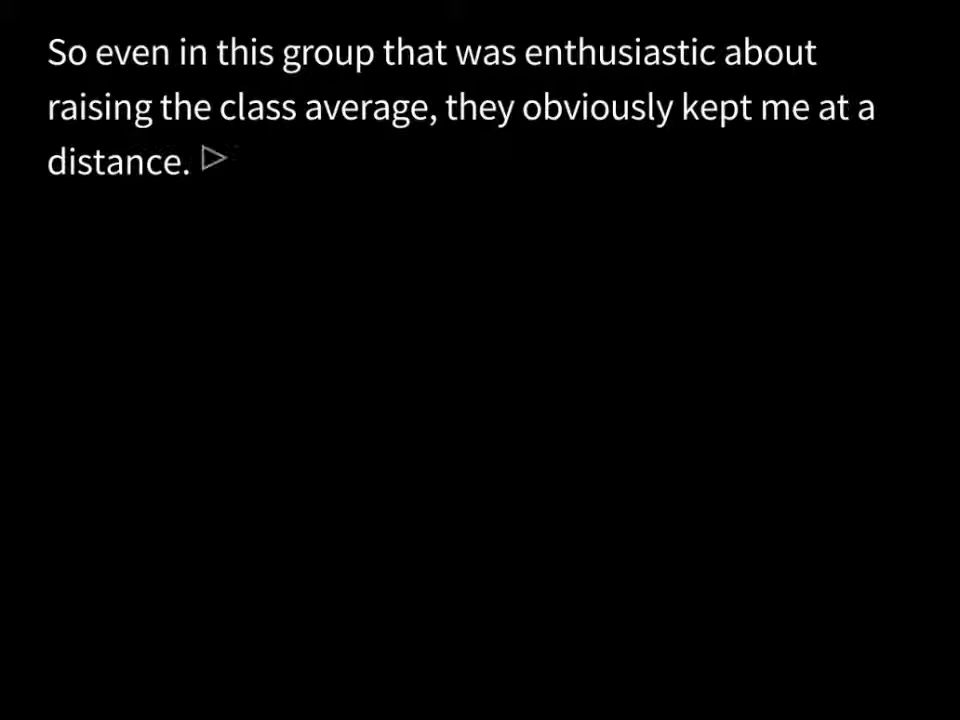 So even in this group that was enthusiastic about
raising the class average, they obviously kept me at a
distance.